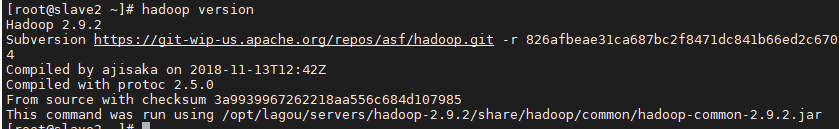 [root@slave2 ~]# hadoop version
Hadoop 2.9.2
Subversion https://git-wip-us.apache.org/repos/asf/hadoop.git -r 826afbeae31ca687bc2f8471dc841b66ed2c670
4
Compiled by ajisaka on 2018-11-13T12:42Z
Compiled with protoc 2.5.0
From source with checksum 3a9939967262218aa556c684d107985
This command was run using /opt/lagou/servers/hadoop-2.9.2/share/hadoop/common/hadoop-common-2.9.2.jar
[root@slave2 ~]#